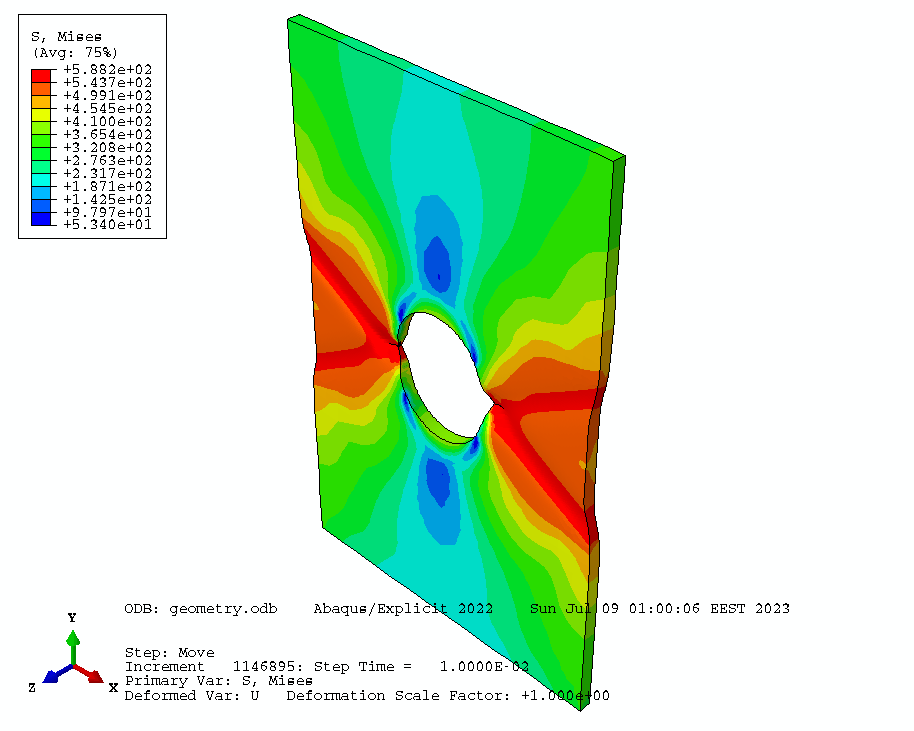 S, Mises
(Avg: 75%)
+5.882e+02
+5.437e+02
+4.991e+02
+4.545e+02
+4.100e+02
+3.654e+02
+3.208e+02
+2.763e+02
+2.317e+02
+1.871e+02
+1.425e+02
+9.797e+01
+5.340e+01
ODB: geometry.odb    Abaqus/Explicit 2022    Sun Jul 09 01:00:06 EEST 2023
Y
Z
X
Step: Move
Increment   1146895: Step Time =   1.0000E-02
Primary Var: S, Mises
Deformed Var: U   Deformation Scale Factor: +1.000e+00